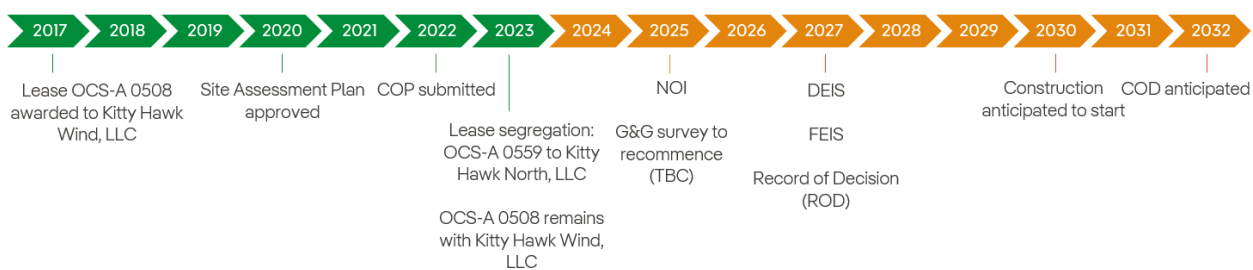 2017 2018 2019 2020 2021 2022 2023 2024 2025 2026 2027 2028 2029 2030 2031 2032
Lease OCS-A 0508
awarded to Kitty Hawk
Wind, LLC
Site Assessment Plan
approved
COP submitted
Lease segregation:
OCS-A 0559 to Kitty
Hawk North, LLC
OCS-A 0508 remains
with Kitty Hawk Wind,
LLC
NOI
G&G survey to
recommence
(TBC)
DEIS
FEIS
Record of Decision
(ROD)
Construction
anticipated to start
COD anticipated